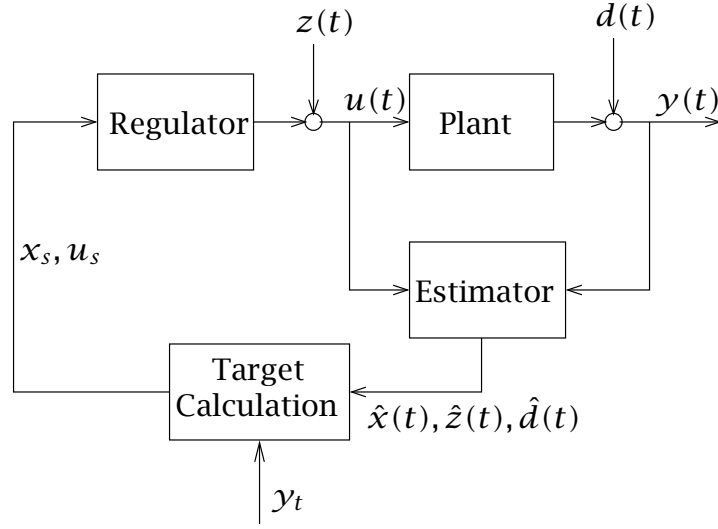 z(t)
d(t)
Regulator
u(t)
Plant
y(t)
x_s, u_s
Estimator
Target
Calculation
x̂(t), ẑ(t), d̂(t)
y_t